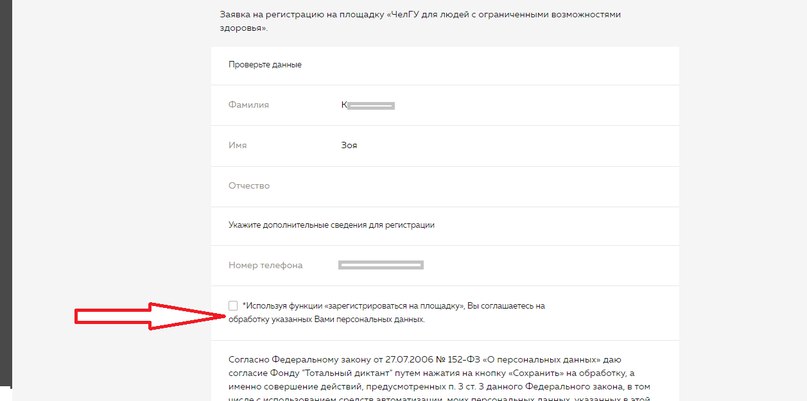 Заявка на регистрацию на площадку «ЧелГУ для людей с ограниченными возможностями
здоровья».
Проверьте данные
Фамилия К
Имя Зоя
Отчество
Укажите дополнительные сведения для регистрации
Номер телефона
*Используя функции «зарегистрироваться на площадку», Вы соглашаетесь на
обработку указанных Вами персональных данных.
Согласно Федеральному закону от 27.07.2006 № 152-ФЗ «О персональных данных» даю
согласие Фонду "Тотальный диктант" путем нажатия на кнопку «Сохранить» на обработку, а
именно совершение действий, предусмотренных п. 3 ст. 3 данного Федерального закона, в том
числе с использованием средств автоматизации, моих персональных данных, указанных в этой